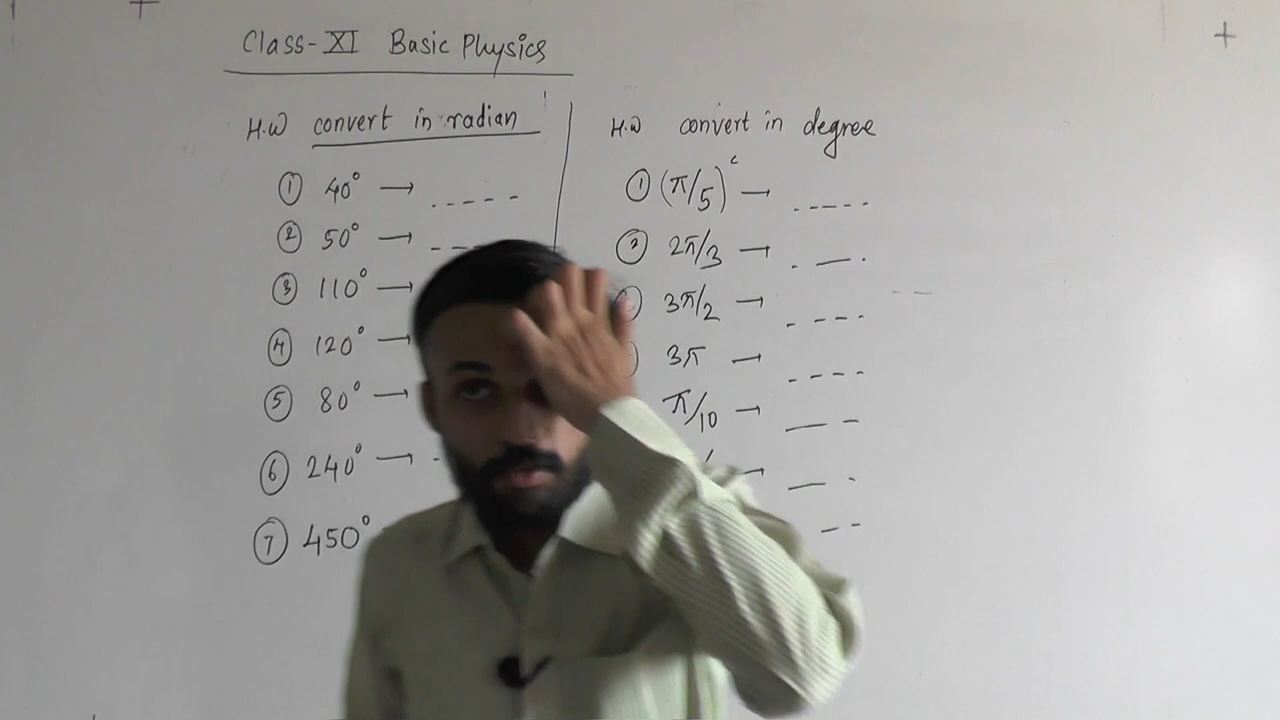 Class-XI Basic Physics
H.W convert in radian
① 40° → - - - - -
② 50° → - - -
③ 110° →
④ 120° →
⑤ 80° →
⑥ 240° → -
⑦ 450°
H.W convert in degree
① (π/5)ᶜ → - - - - -
② 2π/3 → - — -
3π/2 → - - - -
3π → - - - -
π/10 → — -
→ — -
- -